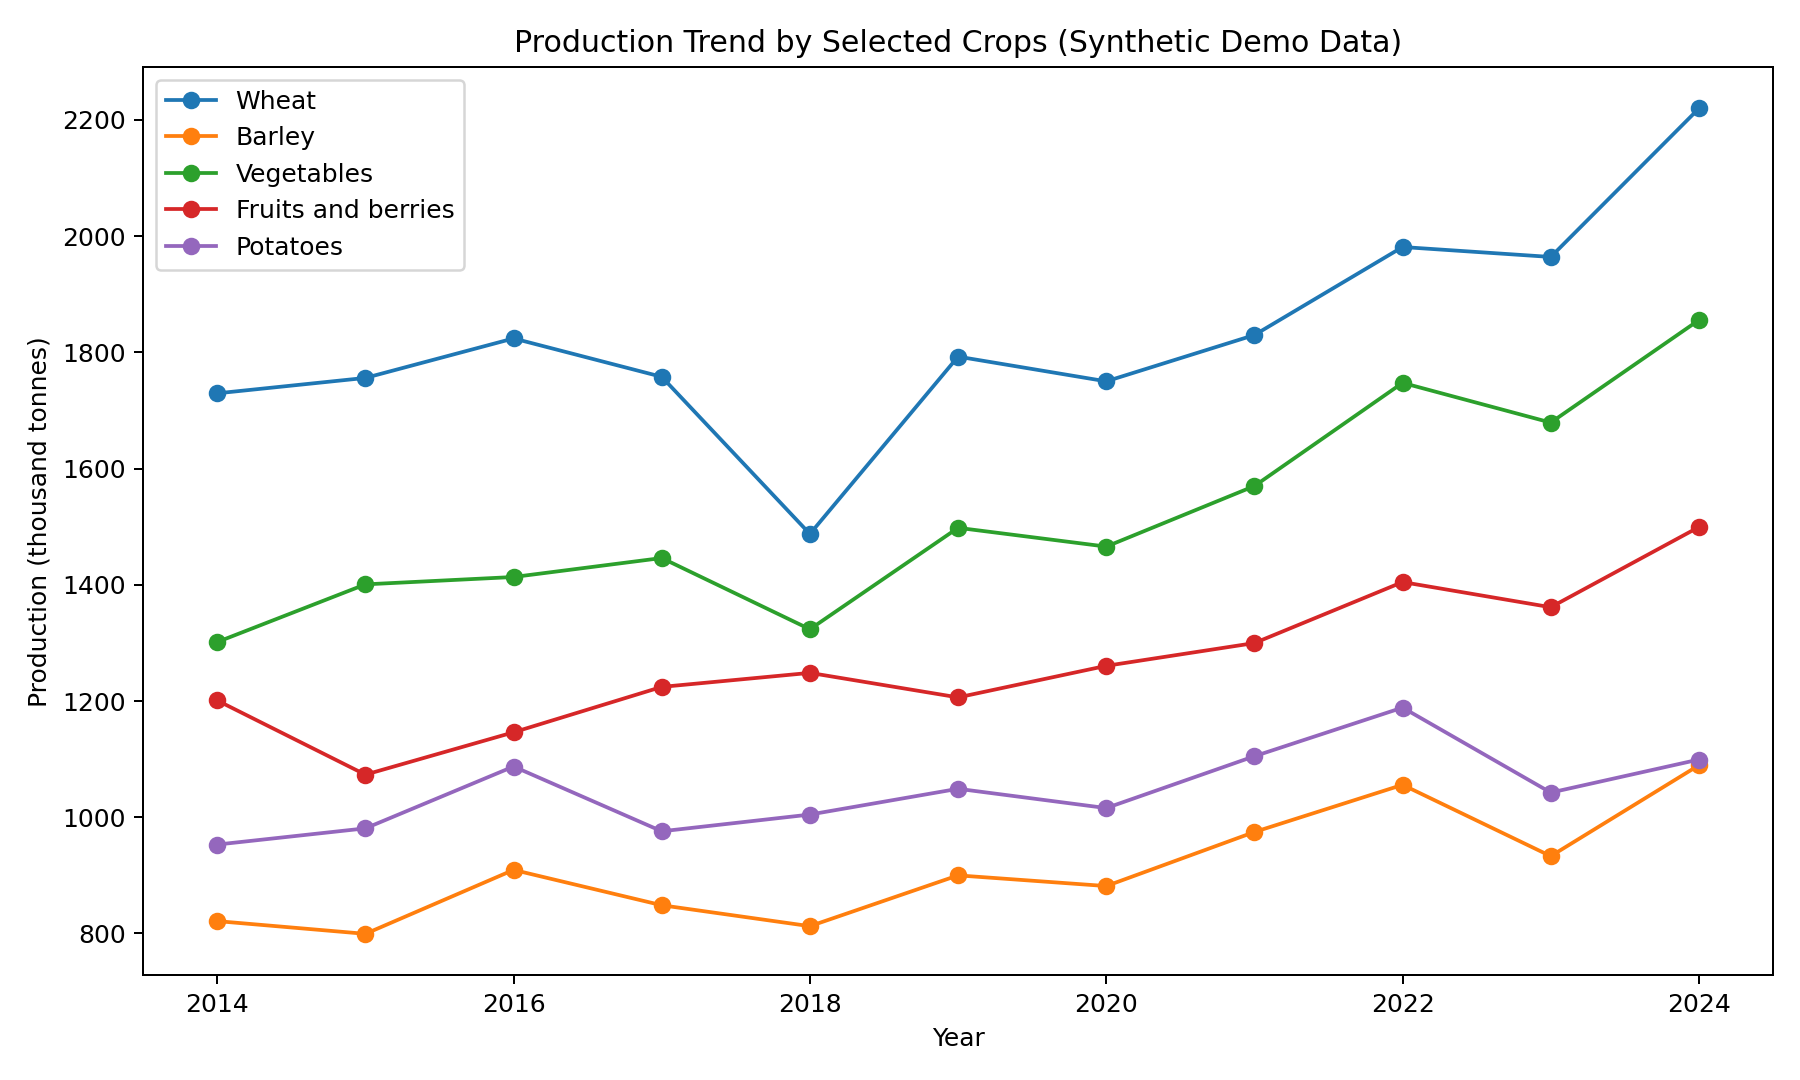 Production Trend by Selected Crops (Synthetic Demo Data)
Wheat
Barley
Vegetables
Fruits and berries
Potatoes
Production (thousand tonnes)
2200
2000
1800
1600
1400
1200
1000
800
2014 2016 2018 2020 2022 2024
Year